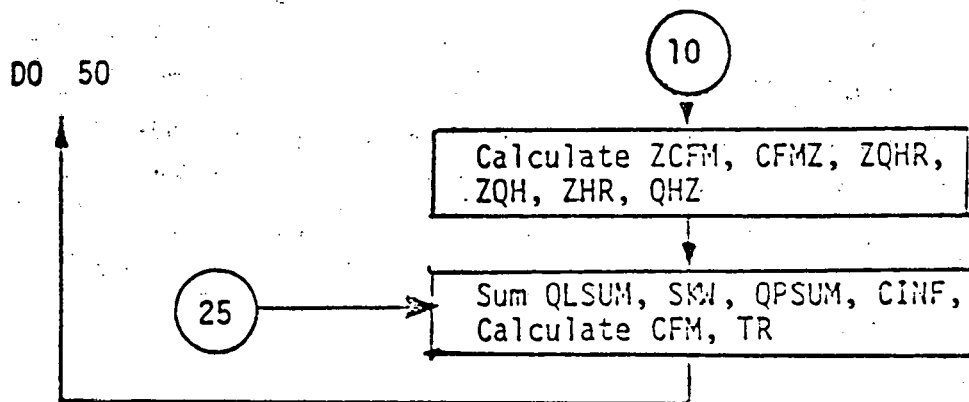 10
DO 50
Calculate ZCFM, CFMZ, ZQHR,
ZQH, ZHR, QHZ
25
Sum QLSUM, SKW, QPSUM, CINF,
Calculate CFM, TR